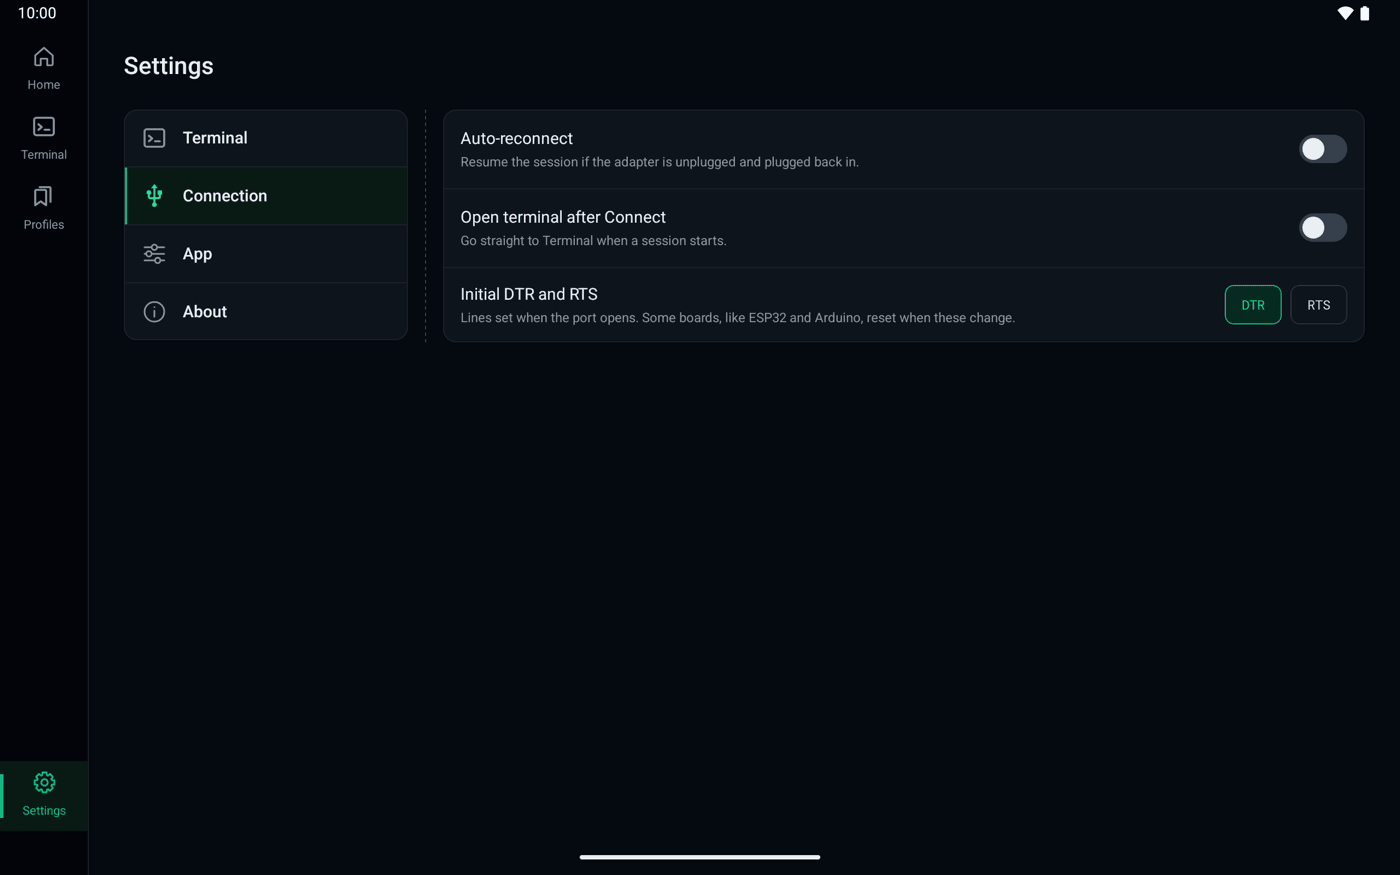 10:00
Home
Terminal
Profiles
Settings
Settings
Terminal
Connection
App
About
Auto-reconnect
Resume the session if the adapter is unplugged and plugged back in.
Open terminal after Connect
Go straight to Terminal when a session starts.
Initial DTR and RTS
Lines set when the port opens. Some boards, like ESP32 and Arduino, reset when these change.
DTR
RTS